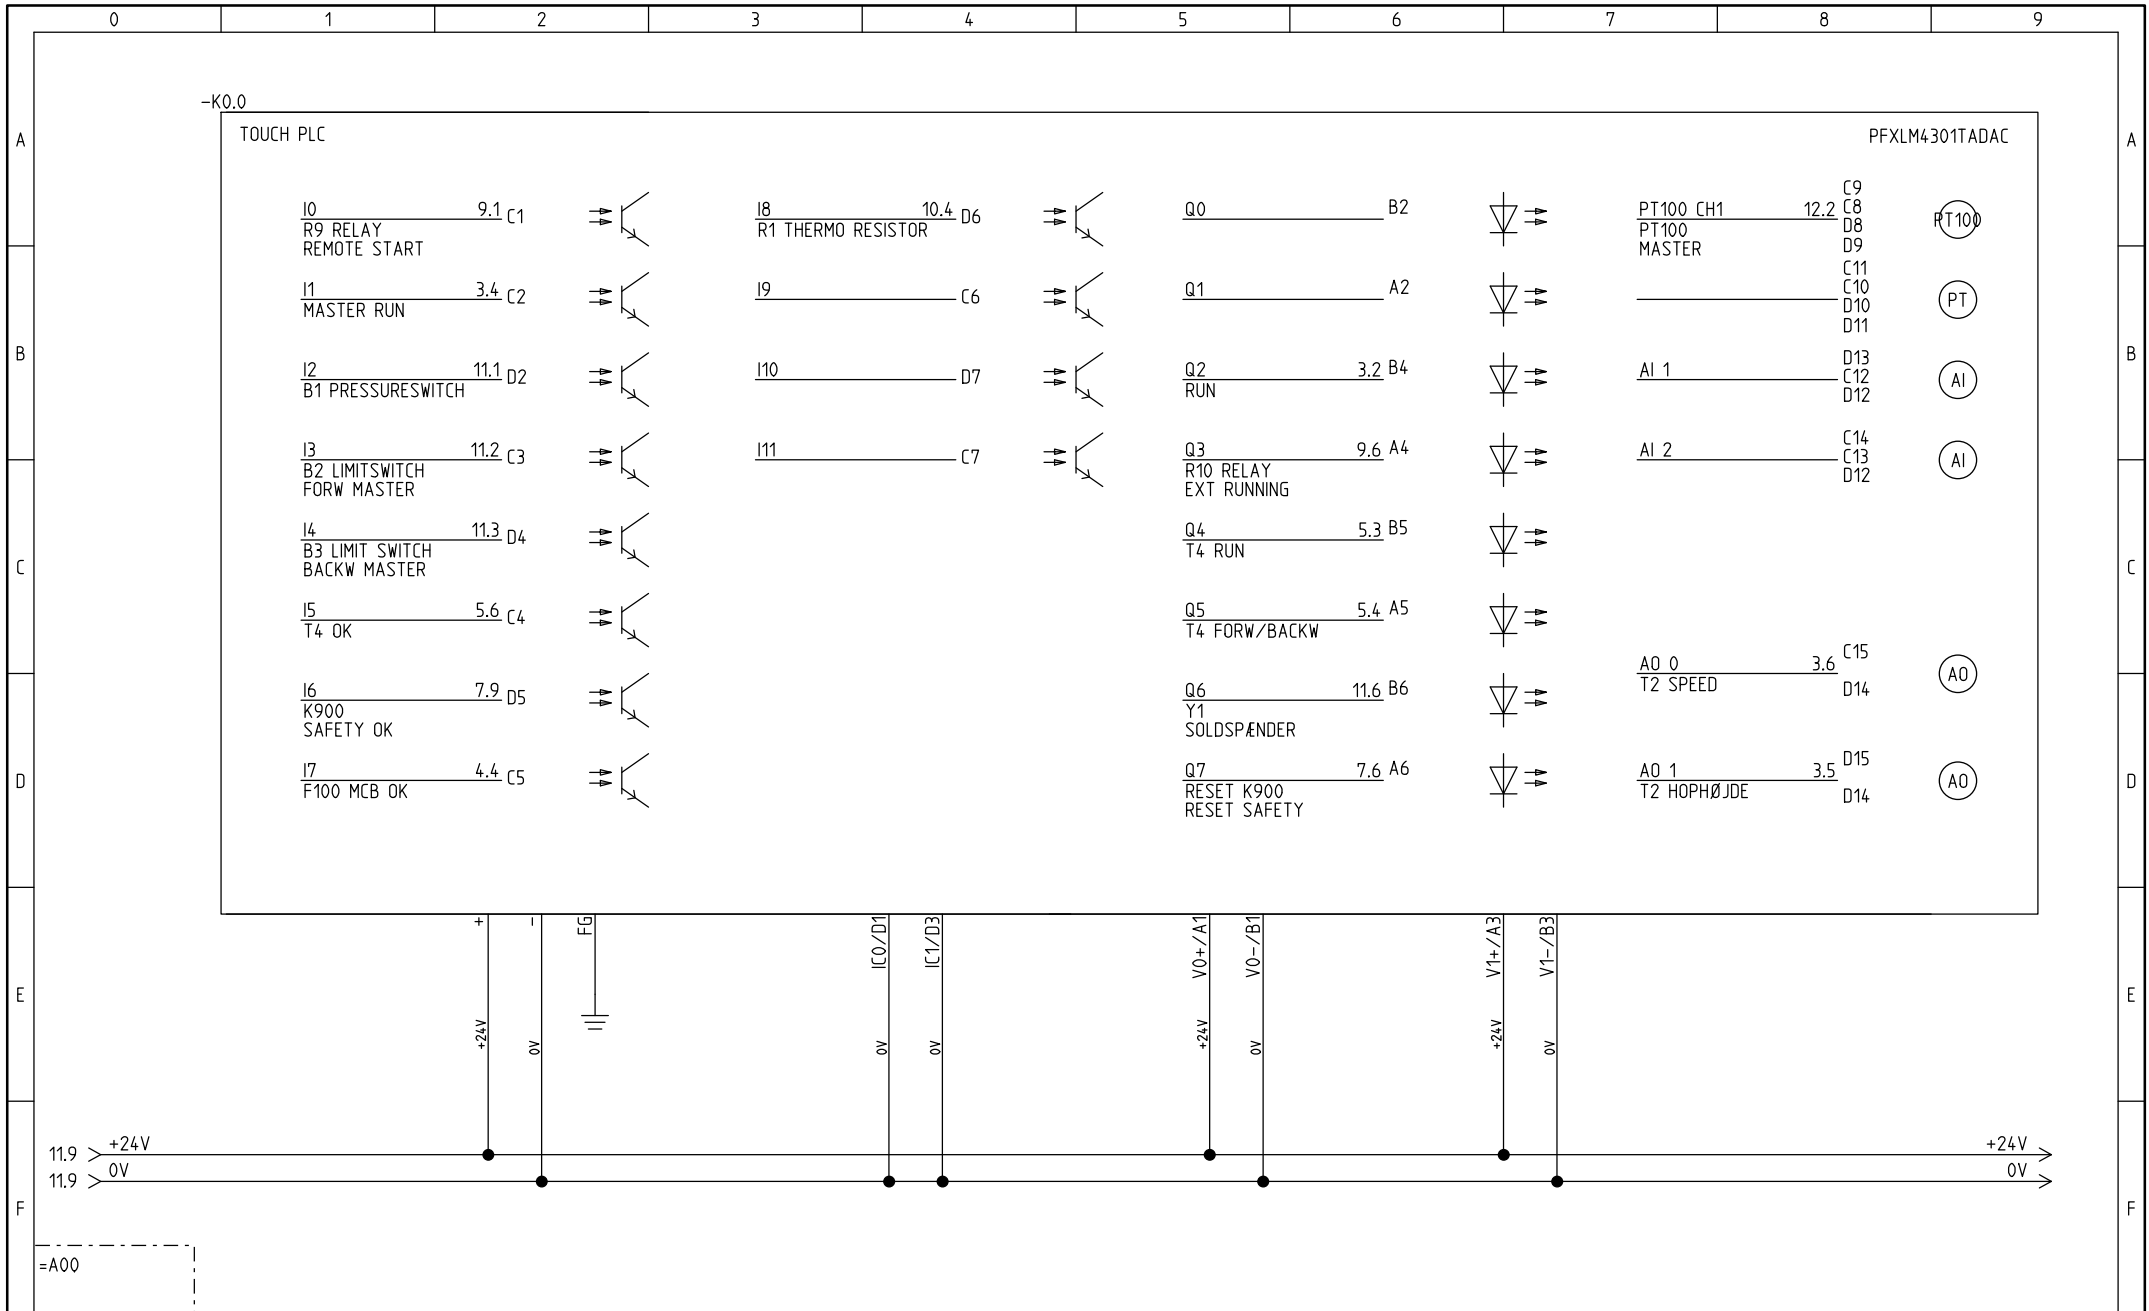 0 1 2 3 4 5 6 7 8 9
-K0.0
A A
TOUCH PLC PFXLM4301TADAC
I0 9.1 C1
R9 RELAY
REMOTE START
I1 3.4 C2
MASTER RUN
I2 11.1 D2
B1 PRESSURESWITCH
I3 11.2 C3
B2 LIMITSWITCH
FORW MASTER
I4 11.3 D4
B3 LIMIT SWITCH
BACKW MASTER
I5 5.6 C4
T4 OK
I6 7.9 D5
K900
SAFETY OK
I7 4.4 C5
F100 MCB OK
I8 10.4 D6
R1 THERMO RESISTOR
I9 C6
I10 D7
I11 C7
Q0 B2
Q1 A2
Q2 3.2 B4
RUN
Q3 9.6 A4
R10 RELAY
EXT RUNNING
Q4 5.3 B5
T4 RUN
Q5 5.4 A5
T4 FORW/BACKW
Q6 11.6 B6
Y1
SOLDSPÆNDER
Q7 7.6 A6
RESET K900
RESET SAFETY
C9
PT100 CH1 12.2 C8
PT100 D8
MASTER D9
PT100
C11
C10
D10
D11
PT
D13
AI 1 C12
D12
AI
C14
AI 2 C13
D12
AI
AO 0 3.6 C15
T2 SPEED D14
AO
AO 1 3.5 D15
T2 HOPHØJDE D14
AO
B B
C C
D D
+ - FG IC0/D1 IC1/D3 V0+/A1 V0-/B1 V1+/A3 V1-/B3
E E
+24V 0V 0V 0V +24V 0V +24V 0V
11.9 +24V +24V
11.9 0V 0V
F F
=A00